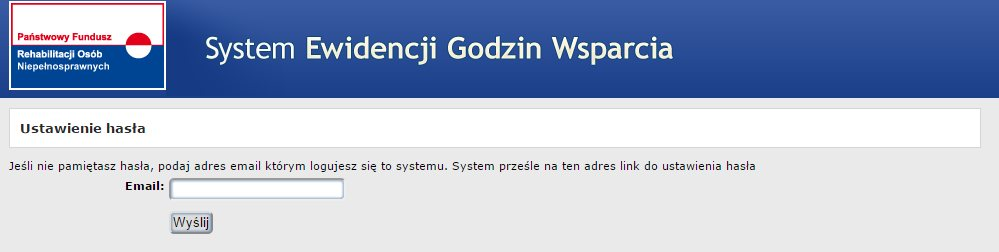 Państwowy Fundusz
Rehabilitacji Osób
Niepełnosprawnych
System Ewidencji Godzin Wsparcia
Ustawienie hasła
Jeśli nie pamiętasz hasła, podaj adres email którym logujesz się to systemu. System prześle na ten adres link do ustawienia hasła
Email:
Wyślij